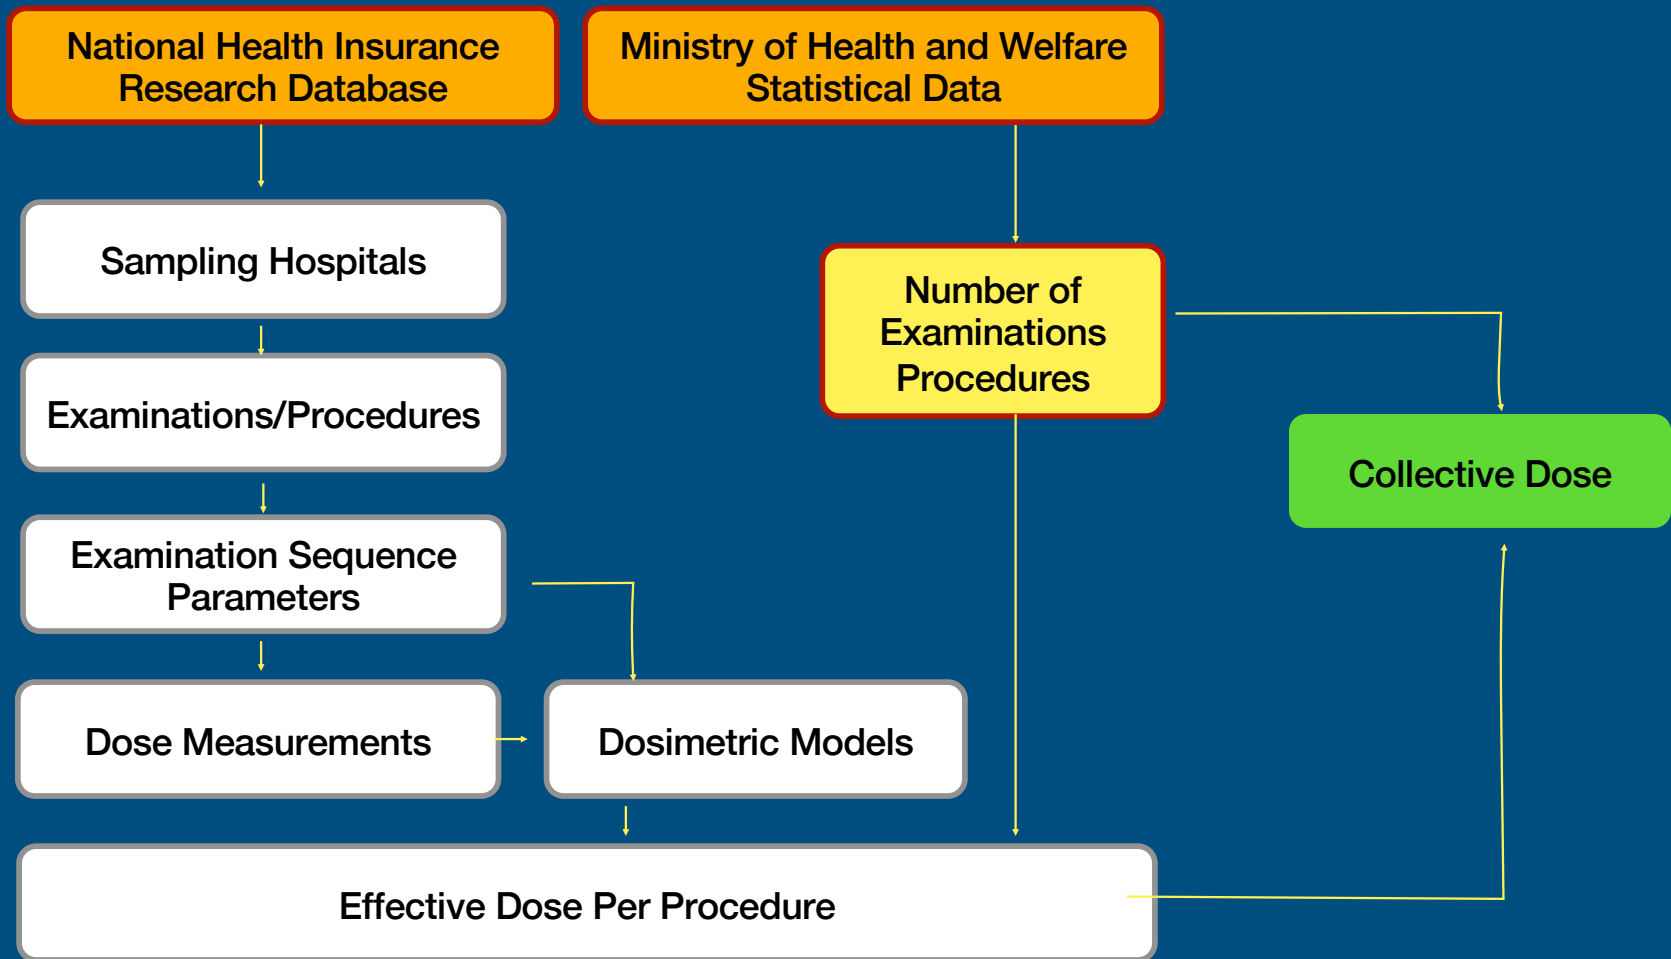 National Health Insurance
Research Database
Ministry of Health and Welfare
Statistical Data
Sampling Hospitals
Number of
Examinations
Procedures
Examinations/Procedures
Collective Dose
Examination Sequence
Parameters
Dose Measurements
Dosimetric Models
Effective Dose Per Procedure